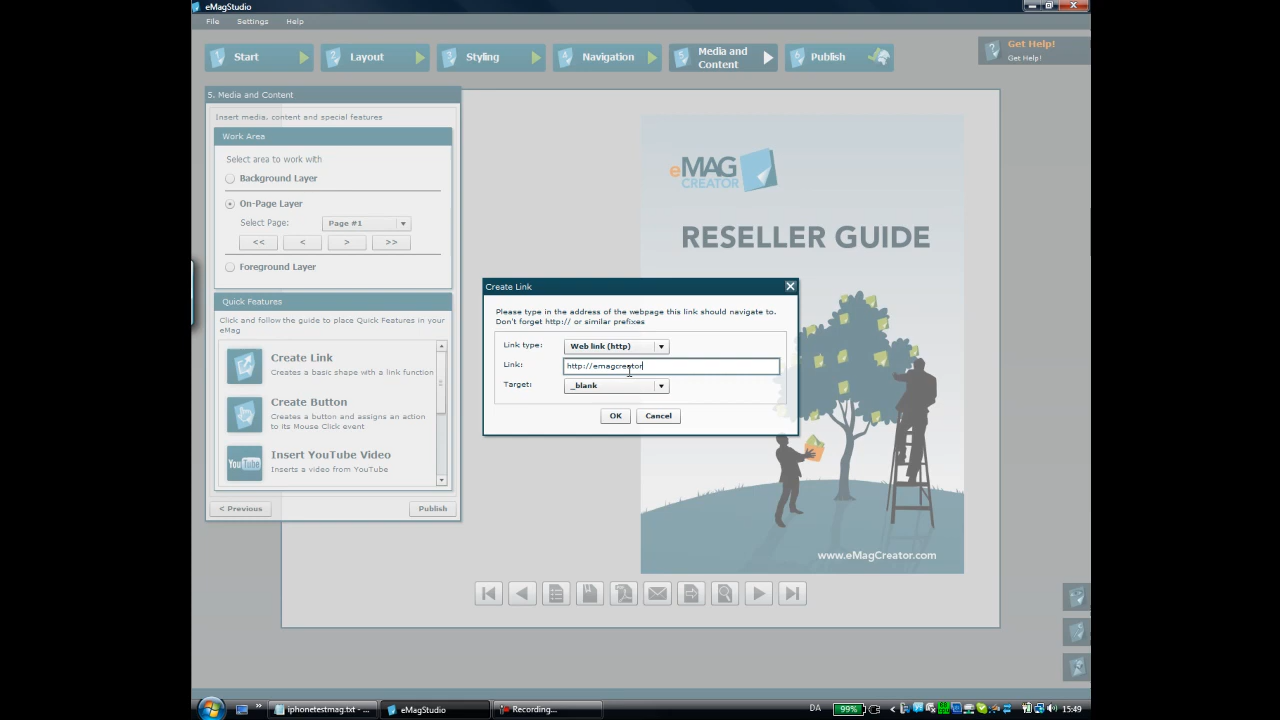 eMagStudio
File Settings Help
1 Start
2 Layout
3 Styling
4 Navigation
5 Media and Content
6 Publish
Get Help!
Get Help!
5. Media and Content
Insert media, content and special features
Work Area
Select area to work with
Background Layer
On-Page Layer
Select Page: Page #1
<< < > >>
Foreground Layer
Quick Features
Click and follow the guide to place Quick Features in your
eMag
Create Link
Creates a basic shape with a link function
Create Button
Creates a button and assigns an action
to its Mouse Click event
YouTube
Insert YouTube Video
Inserts a video from YouTube
< Previous
Publish
eMAG
CREATOR
RESELLER GUIDE
www.eMagCreator.com
Create Link
Please type in the address of the webpage this link should navigate to.
Don't forget http:// or similar prefixes
Link type: Web link (http)
Link: http://emagcreator
Target: _blank
OK Cancel
iphonetestmag.txt - ...
eMagStudio
Recording...
DA
99%
15:49